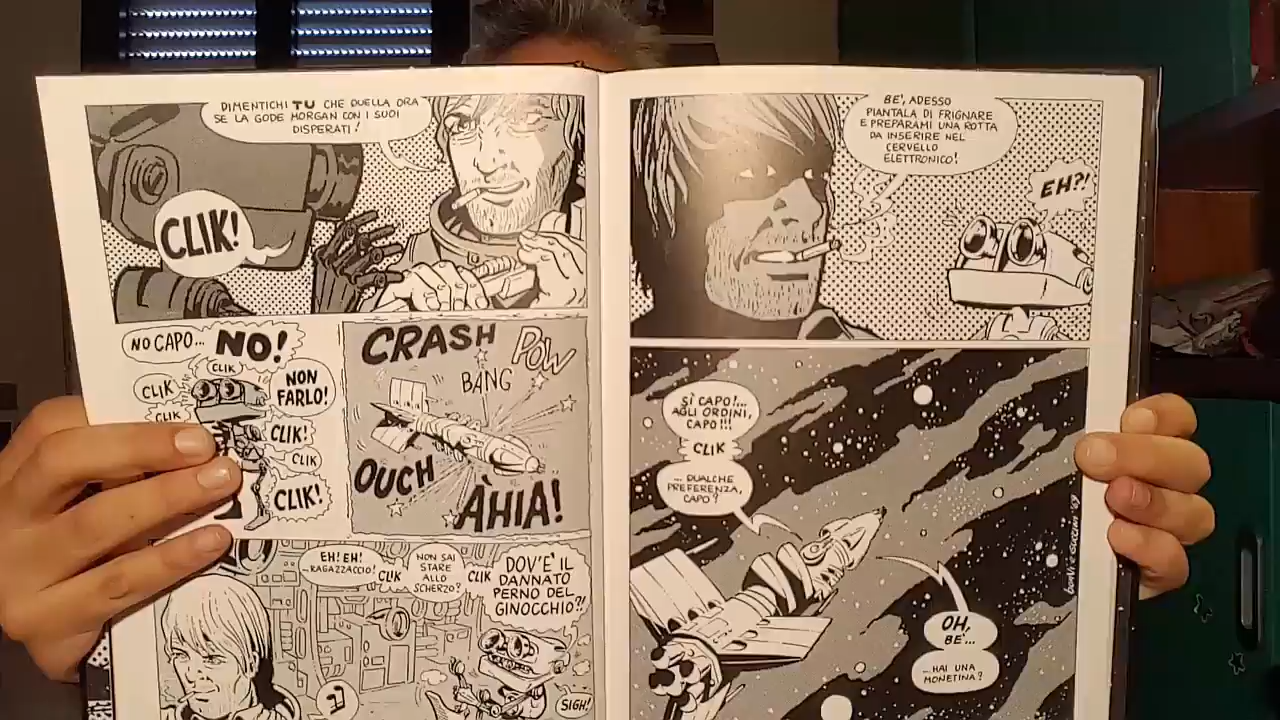 DIMENTICHI TU CHE QUELLA ORA
SE LA GODE MORGAN CON I SUOI
DISPERATI!
CLIK!
NO CAPO... NO!
CLIK
CLIK
CLIK
NON
FARLO!
CLIK!
CLIK
CLIK!
CRASH
POW
BANG
OUCH
ÀHIA!
EH! EH!
...RAGAZZACCIO!
CLIK
NON SAI
STARE
ALLO
SCHERZO?
CLIK
DOV'È IL
DANNATO
PERNO DEL
GINOCCHIO?!
SIGH!
BE', ADESSO
PIANTALA DI FRIGNARE
E PREPARAMI UNA ROTTA
DA INSERIRE NEL
CERVELLO
ELETTRONICO!
EH?!
SÌ CAPO!...
AGLI ORDINI,
CAPO!!!
CLIK
... QUALCHE
PREFERENZA,
CAPO?
OH,
BE'...
...HAI UNA
MONETINA?